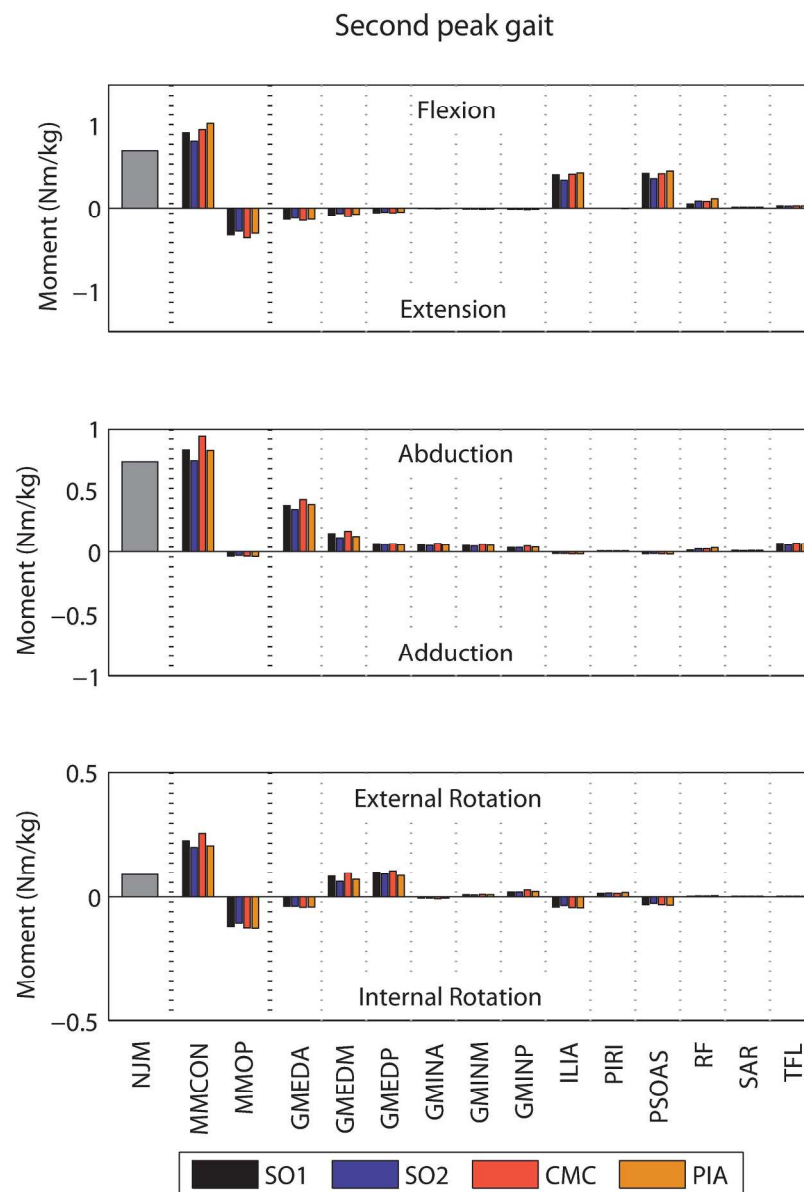 Second peak gait
Moment (Nm/kg)
1
0
−1
Flexion
Extension
Moment (Nm/kg)
1
0.5
0
−0.5
−1
Abduction
Adduction
Moment (Nm/kg)
0.5
0
−0.5
External Rotation
Internal Rotation
NJM
MMCON
MMOP
GMEDA
GMEDM
GMEDP
GMINA
GMINM
GMINP
ILIA
PIRI
PSOAS
RF
SAR
TFL
SO1 SO2 CMC PIA